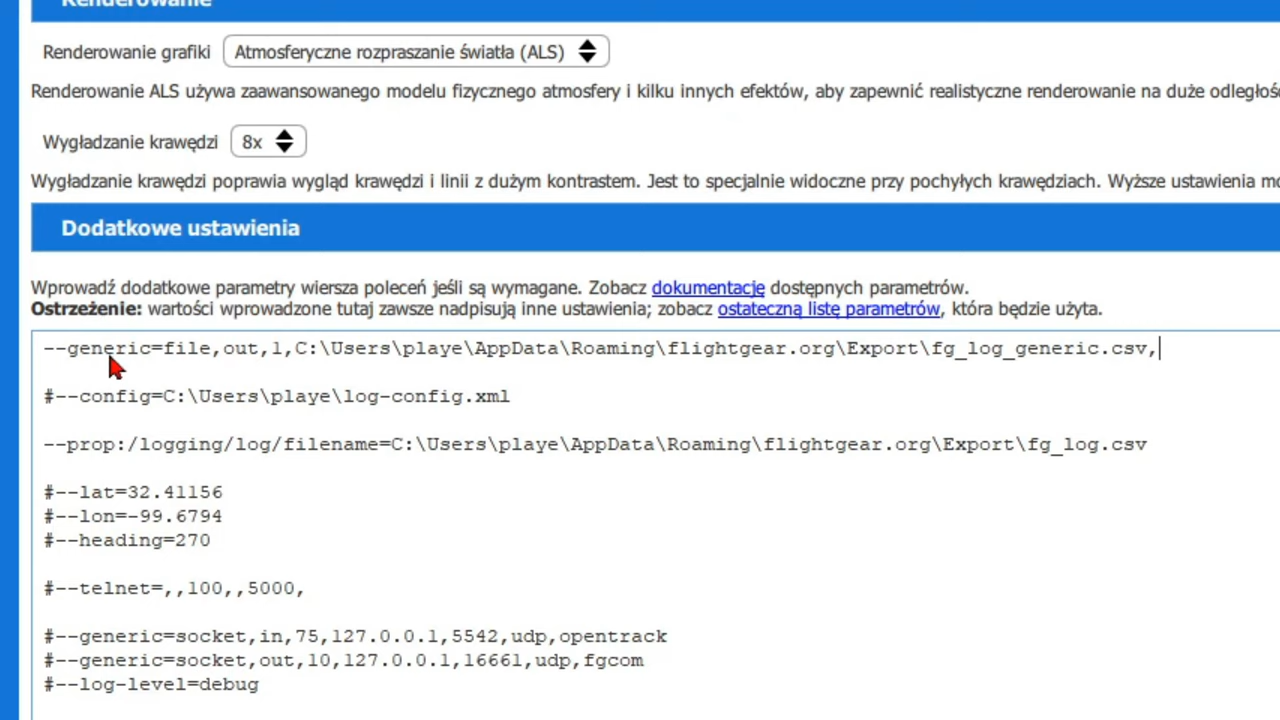 Renderowanie
Renderowanie grafiki Atmosferyczne rozpraszanie światła (ALS)
Renderowanie ALS używa zaawansowanego modelu fizycznego atmosfery i kilku innych efektów, aby zapewnić realistyczne renderowanie na duże
Wygładzanie krawędzi 8x
Wygładzanie krawędzi poprawia wygląd krawędzi i linii z dużym kontrastem. Jest to specjalnie widoczne przy pochyłych krawędziach. Wyższe ustawienia
Dodatkowe ustawienia
Wprowadź dodatkowe parametry wiersza poleceń jeśli są wymagane. Zobacz dokumentację dostępnych parametrów.
Ostrzeżenie: wartości wprowadzone tutaj zawsze nadpisują inne ustawienia; zobacz ostateczną listę parametrów, która będzie użyta.
--generic=file,out,1,C:\Users\playe\AppData\Roaming\flightgear.org\Export\fg_log_generic.csv,
#--config=C:\Users\playe\log-config.xml
--prop:/logging/log/filename=C:\Users\playe\AppData\Roaming\flightgear.org\Export\fg_log.csv
#--lat=32.41156
#--lon=-99.6794
#--heading=270
#--telnet=,,100,,5000,
#--generic=socket,in,75,127.0.0.1,5542,udp,opentrack
#--generic=socket,out,10,127.0.0.1,16661,udp,fgcom
#--log-level=debug